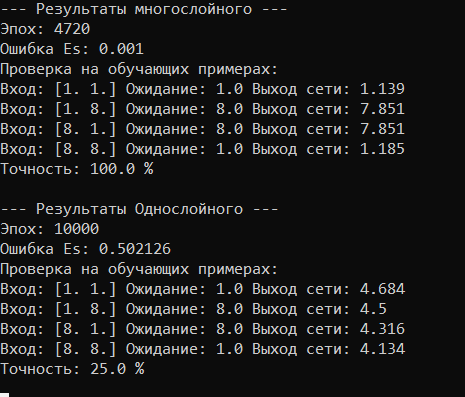 --- Результаты многослойного ---
Эпох: 4720
Ошибка Es: 0.001
Проверка на обучающих примерах:
Вход: [1. 1.] Ожидание: 1.0 Выход сети: 1.139
Вход: [1. 8.] Ожидание: 8.0 Выход сети: 7.851
Вход: [8. 1.] Ожидание: 8.0 Выход сети: 7.851
Вход: [8. 8.] Ожидание: 1.0 Выход сети: 1.185
Точность: 100.0 %

--- Результаты Однослойного ---
Эпох: 10000
Ошибка Es: 0.502126
Проверка на обучающих примерах:
Вход: [1. 1.] Ожидание: 1.0 Выход сети: 4.684
Вход: [1. 8.] Ожидание: 8.0 Выход сети: 4.5
Вход: [8. 1.] Ожидание: 8.0 Выход сети: 4.316
Вход: [8. 8.] Ожидание: 1.0 Выход сети: 4.134
Точность: 25.0 %